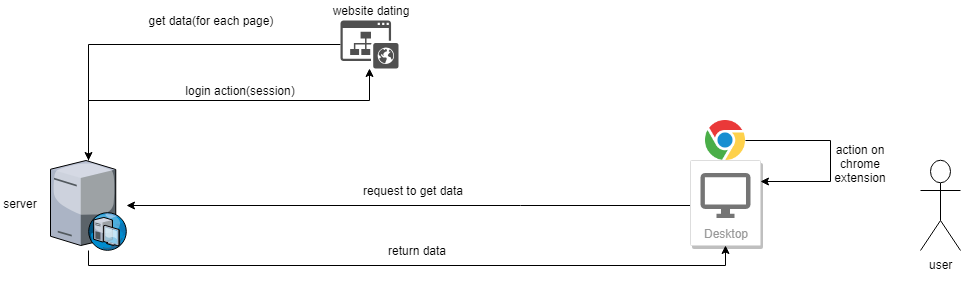 website dating
get data(for each page)
login action(session)
action on
chrome
extension
request to get data
server
Desktop
return data
user